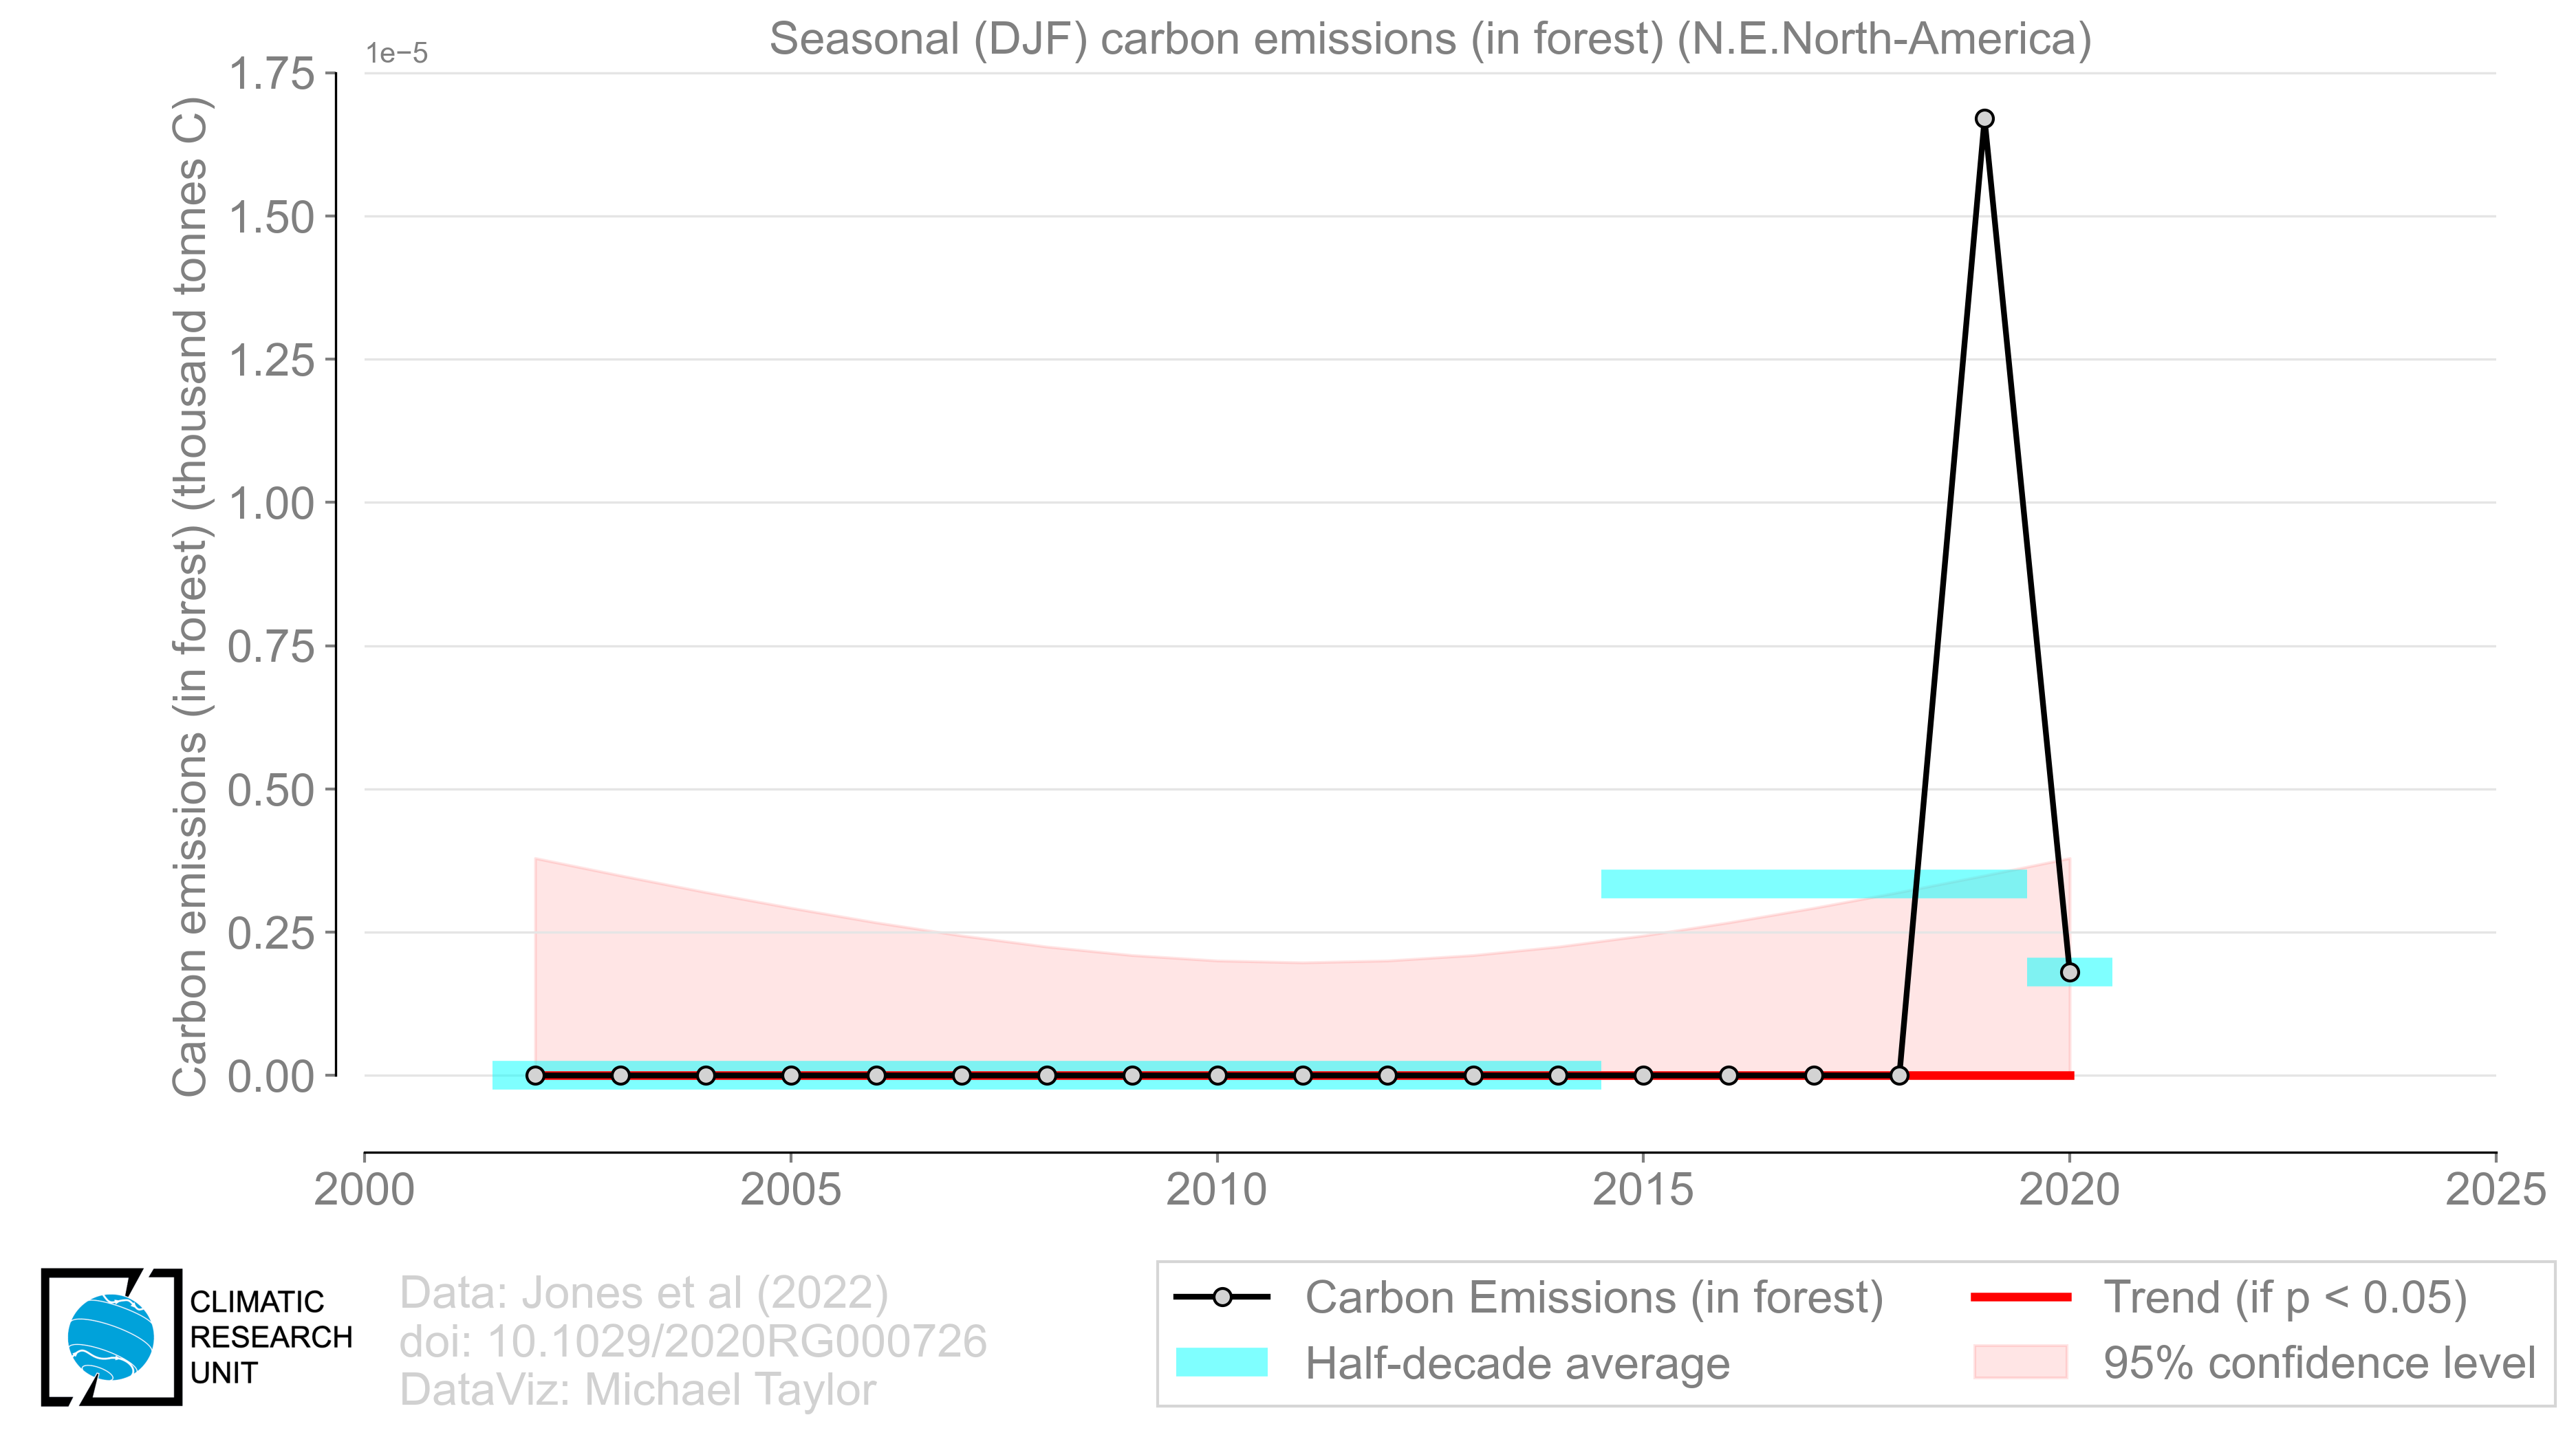 Seasonal (DJF) carbon emissions (in forest) (N.E.North-America)
1e−5
Carbon emissions (in forest) (thousand tonnes C)
1.75
1.50
1.25
1.00
0.75
0.50
0.25
0.00
2000 2005 2010 2015 2020 2025
CLIMATIC
RESEARCH
UNIT
Data: Jones et al (2022)
doi: 10.1029/2020RG000726
DataViz: Michael Taylor
Carbon Emissions (in forest)
Half-decade average
Trend (if p < 0.05)
95% confidence level